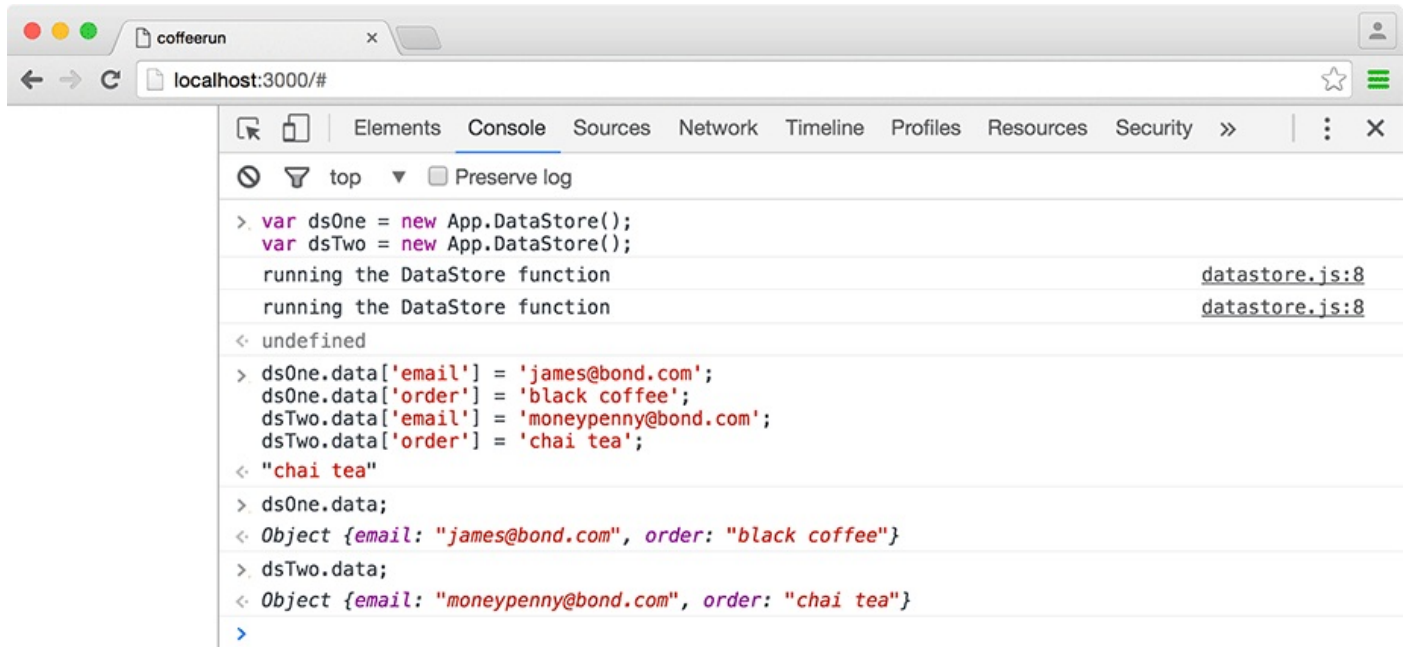 coffeerun
localhost:3000/#
Elements Console Sources Network Timeline Profiles Resources Security »
top ▼ Preserve log
> var dsOne = new App.DataStore();
var dsTwo = new App.DataStore();
running the DataStore function datastore.js:8
running the DataStore function datastore.js:8
< undefined
> dsOne.data['email'] = 'james@bond.com';
dsOne.data['order'] = 'black coffee';
dsTwo.data['email'] = 'moneypenny@bond.com';
dsTwo.data['order'] = 'chai tea';
< "chai tea"
> dsOne.data;
< Object {email: "james@bond.com", order: "black coffee"}
> dsTwo.data;
< Object {email: "moneypenny@bond.com", order: "chai tea"}
>